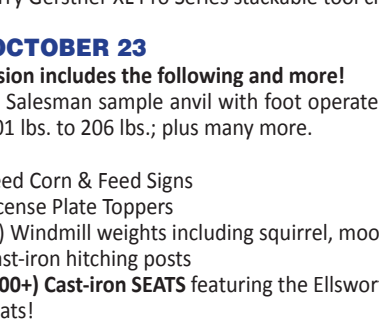 OCTOBER 23
sion includes the following and more!
Salesman sample anvil with foot operate
01 lbs. to 206 lbs.; plus many more.
eed Corn & Feed Signs
cense Plate Toppers
) Windmill weights including squirrel, moo
ast-iron hitching posts
00+) Cast-iron SEATS featuring the Ellswor
ats!